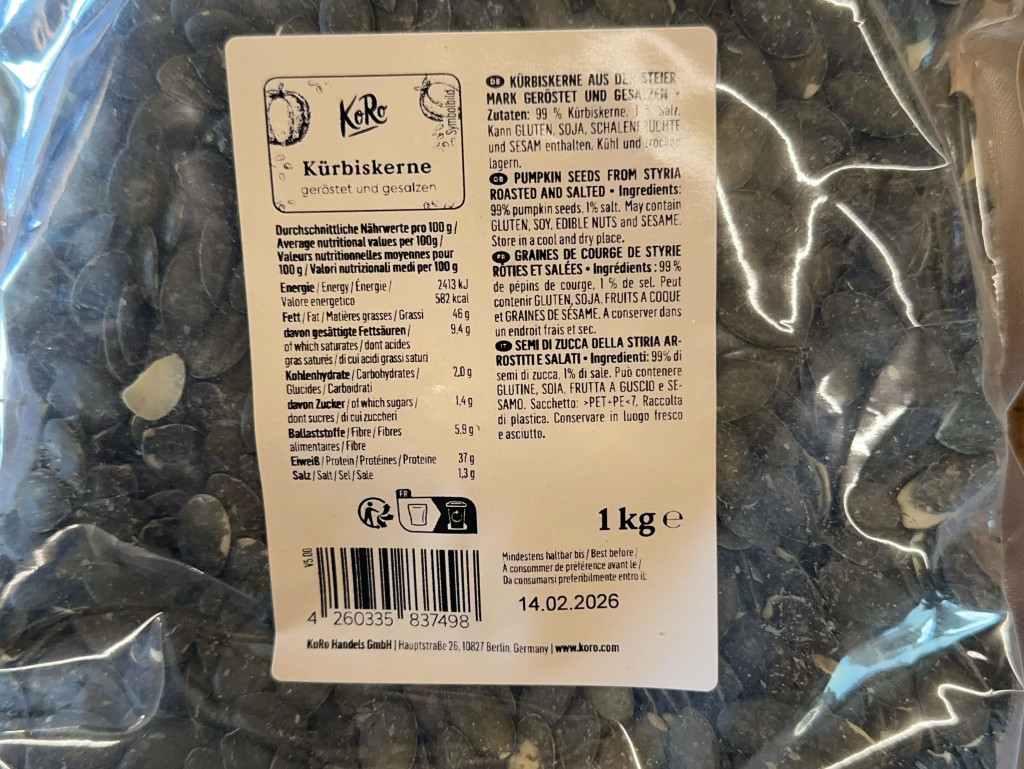 KoRo
Symbolbild
Kürbiskerne
geröstet und gesalzen
Durchschnittliche Nährwerte pro 100 g /
Average nutritional values per 100g /
Valeurs nutritionnelles moyennes pour
100 g / Valori nutrizionali medi per 100 g
Energie / Energy / Énergie / 2413 kJ
Valore energetico 582 kcal
Fett / Fat / Matières grasses / Grassi 46 g
davon gesättigte Fettsäuren / 9,4 g
of which saturates / dont acides
gras saturés / di cui acidi grassi saturi
Kohlenhydrate / Carbohydrates / 2,0 g
Glucides / Carboidrati
davon Zucker / of which sugars / 1,4 g
dont sucres / di cui zuccheri
Ballaststoffe / Fibre / Fibres 5,9 g
alimentaires / Fibre
Eiweiß / Protein / Protéines / Proteine 37 g
Salz / Salt / Sel / Sale 1,3 g
FR
V5.00
4 260335 837498
KoRo Handels GmbH | Hauptstraße 26, 10827 Berlin, Germany | www.koro.com
DE KÜRBISKERNE AUS STEIER
MARK GERÖSTET UND •
Zutaten: 99 % Kürbiskerne, Salz.
Kann GLUTEN, SOJA,
und SESAM enthalten. Kühl und
lagern.
GB PUMPKIN SEEDS FROM STYRIA
ROASTED AND SALTED • Ingredients:
99% pumpkin seeds, 1% salt. May contain
GLUTEN, SOY, EDIBLE NUTS and SESAME.
Store in a cool and dry place.
FR GRAINES DE COURGE DE STYRIE
RÔTIES ET SALÉES • Ingrédients : 99 %
de pépins de courge, 1 % de sel. Peut
contenir GLUTEN, SOJA, FRUITS A COQUE
et GRAINES DE SÉSAME. A conserver dans
un endroit frais et sec.
IT SEMI DI ZUCCA DELLA STIRIA AR-
ROSTITI E SALATI • Ingredienti: 99% di
semi di zucca, 1% di sale. Può contenere
GLUTINE, SOIA, FRUTTA A GUSCIO e SE-
SAMO. Sacchetto: >PET+PE<7. Raccolta
di plastica. Conservare in luogo fresco
e asciutto.
1 kg e
Mindestens haltbar bis / Best before /
A consommer de préférence avant le /
Da consumarsi preferibilmente entro il:
14.02.2026